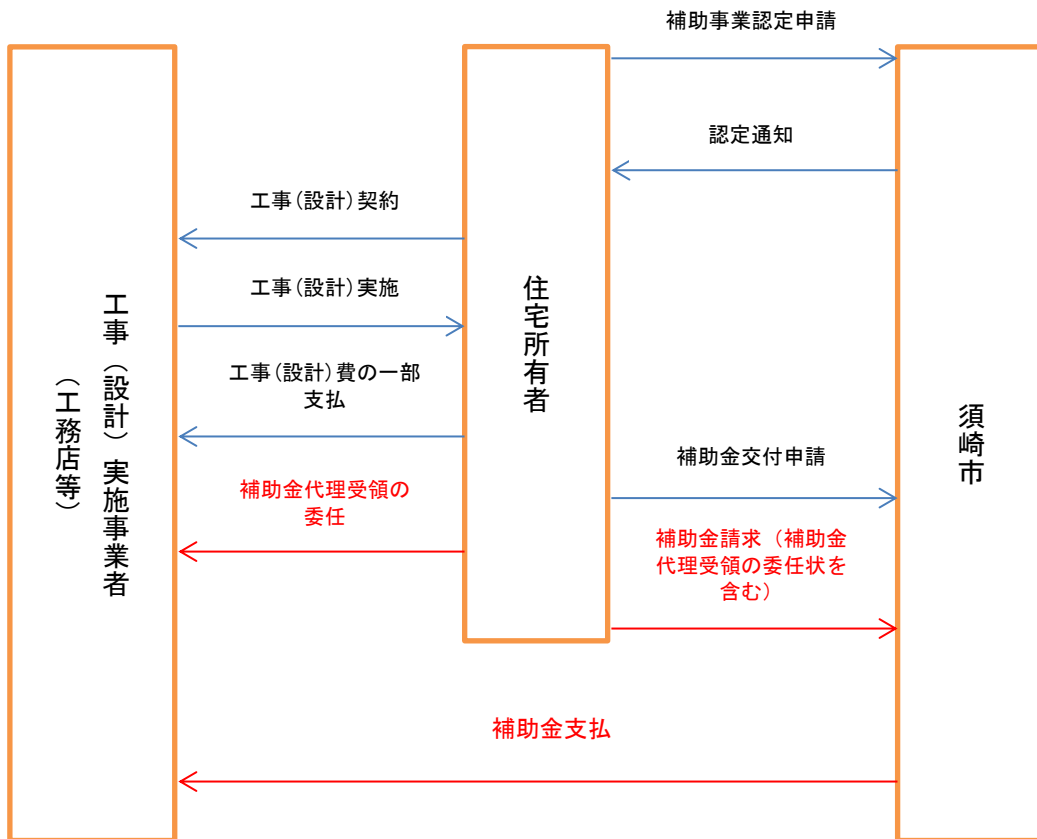 補助事業認定申請
認定通知
工事(設計)契約
工事(設計)実施
工事(設計)費の一部
支払
補助金代理受領の
委任
補助金交付申請
補助金請求（補助金
代理受領の委任状を
含む）
補助金支払
工事（設計）実施事業者
（工務店等）
住宅所有者
須崎市